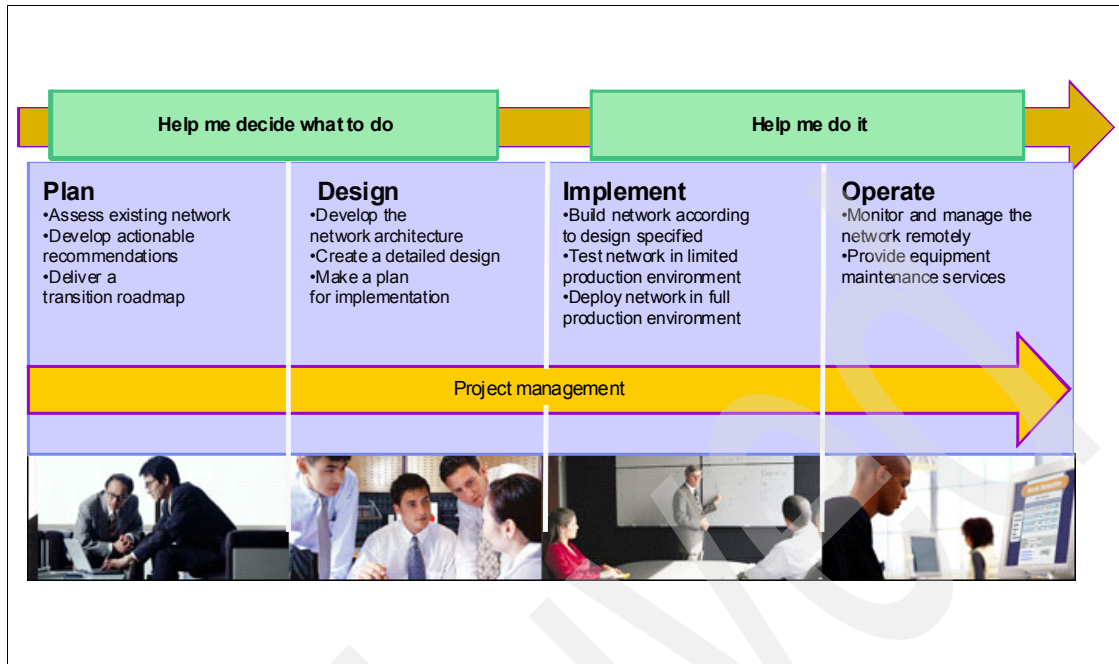 Help me decide what to do
Help me do it
Plan
•Assess existing network
•Develop actionable
recommendations
•Deliver a
transition roadmap
Design
•Develop the
network architecture
•Create a detailed design
•Make a plan
for implementation
Implement
•Build network according
to design specified
•Test network in limited
production environment
•Deploy network in full
production environment
Operate
•Monitor and manage the
network remotely
•Provide equipment
maintenance services
Project management